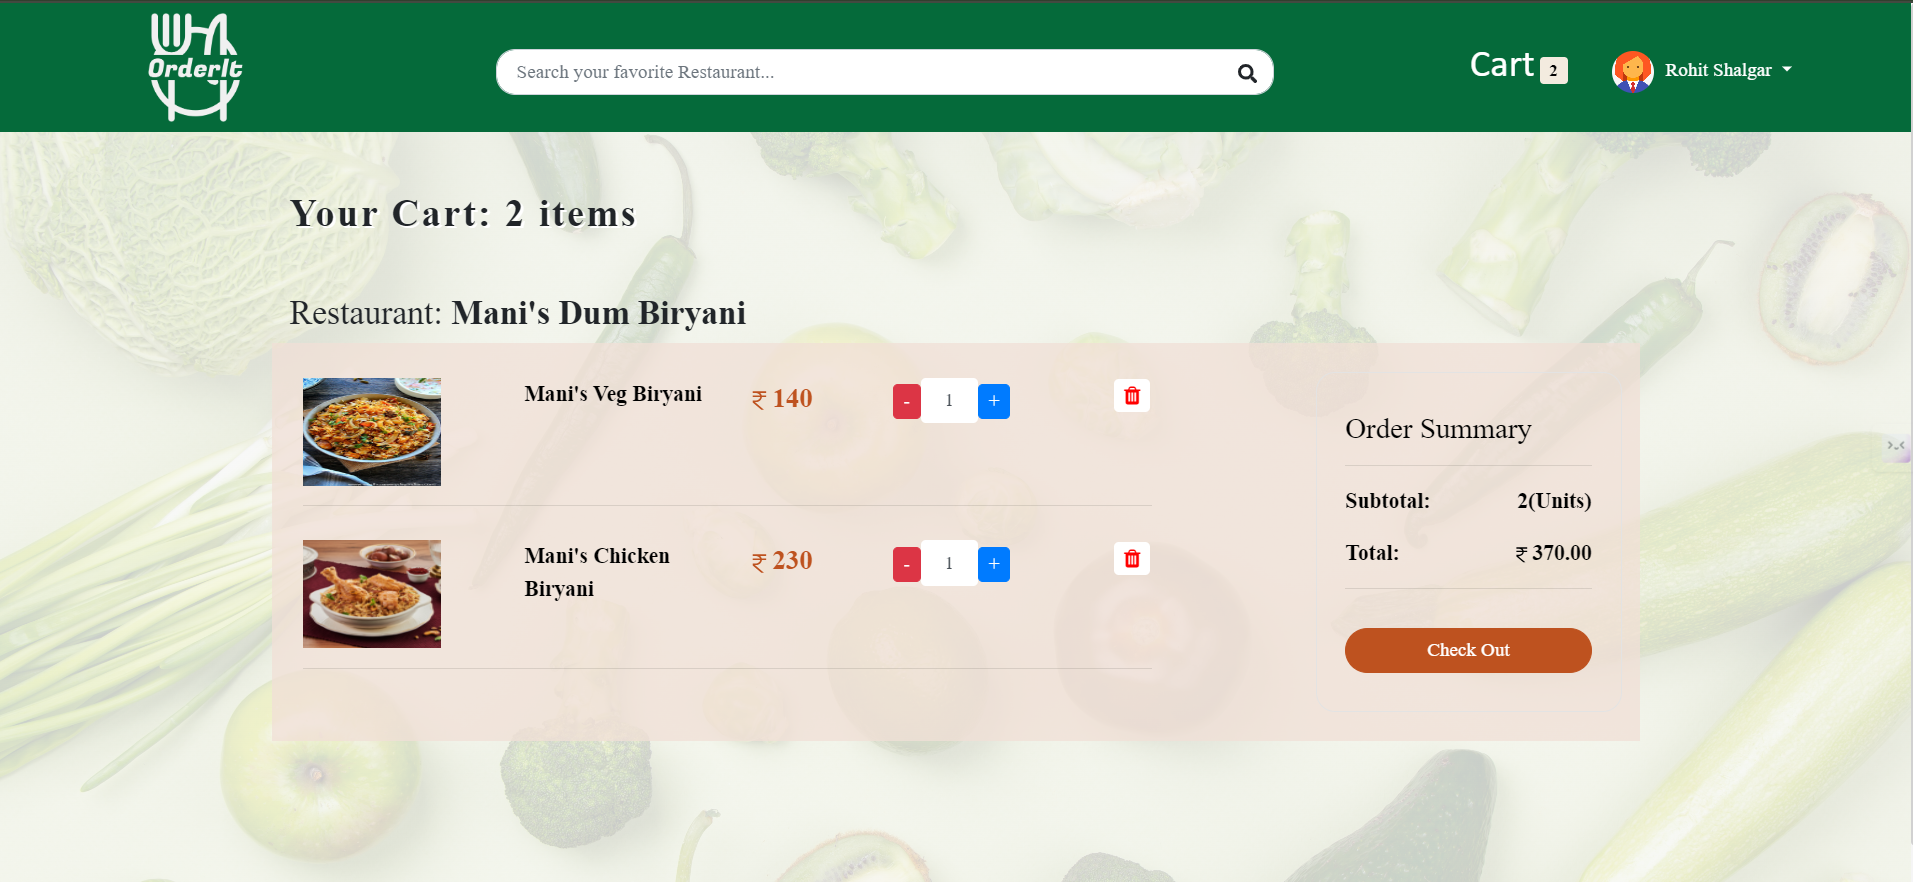 OrderIt
Search your favorite Restaurant...
Cart 2
Rohit Shalgar
Your Cart: 2 items
Restaurant: Mani's Dum Biryani
Mani's Veg Biryani
₹ 140
- 1 +
Mani's Chicken
Biryani
₹ 230
- 1 +
Order Summary
Subtotal: 2(Units)
Total: ₹ 370.00
Check Out